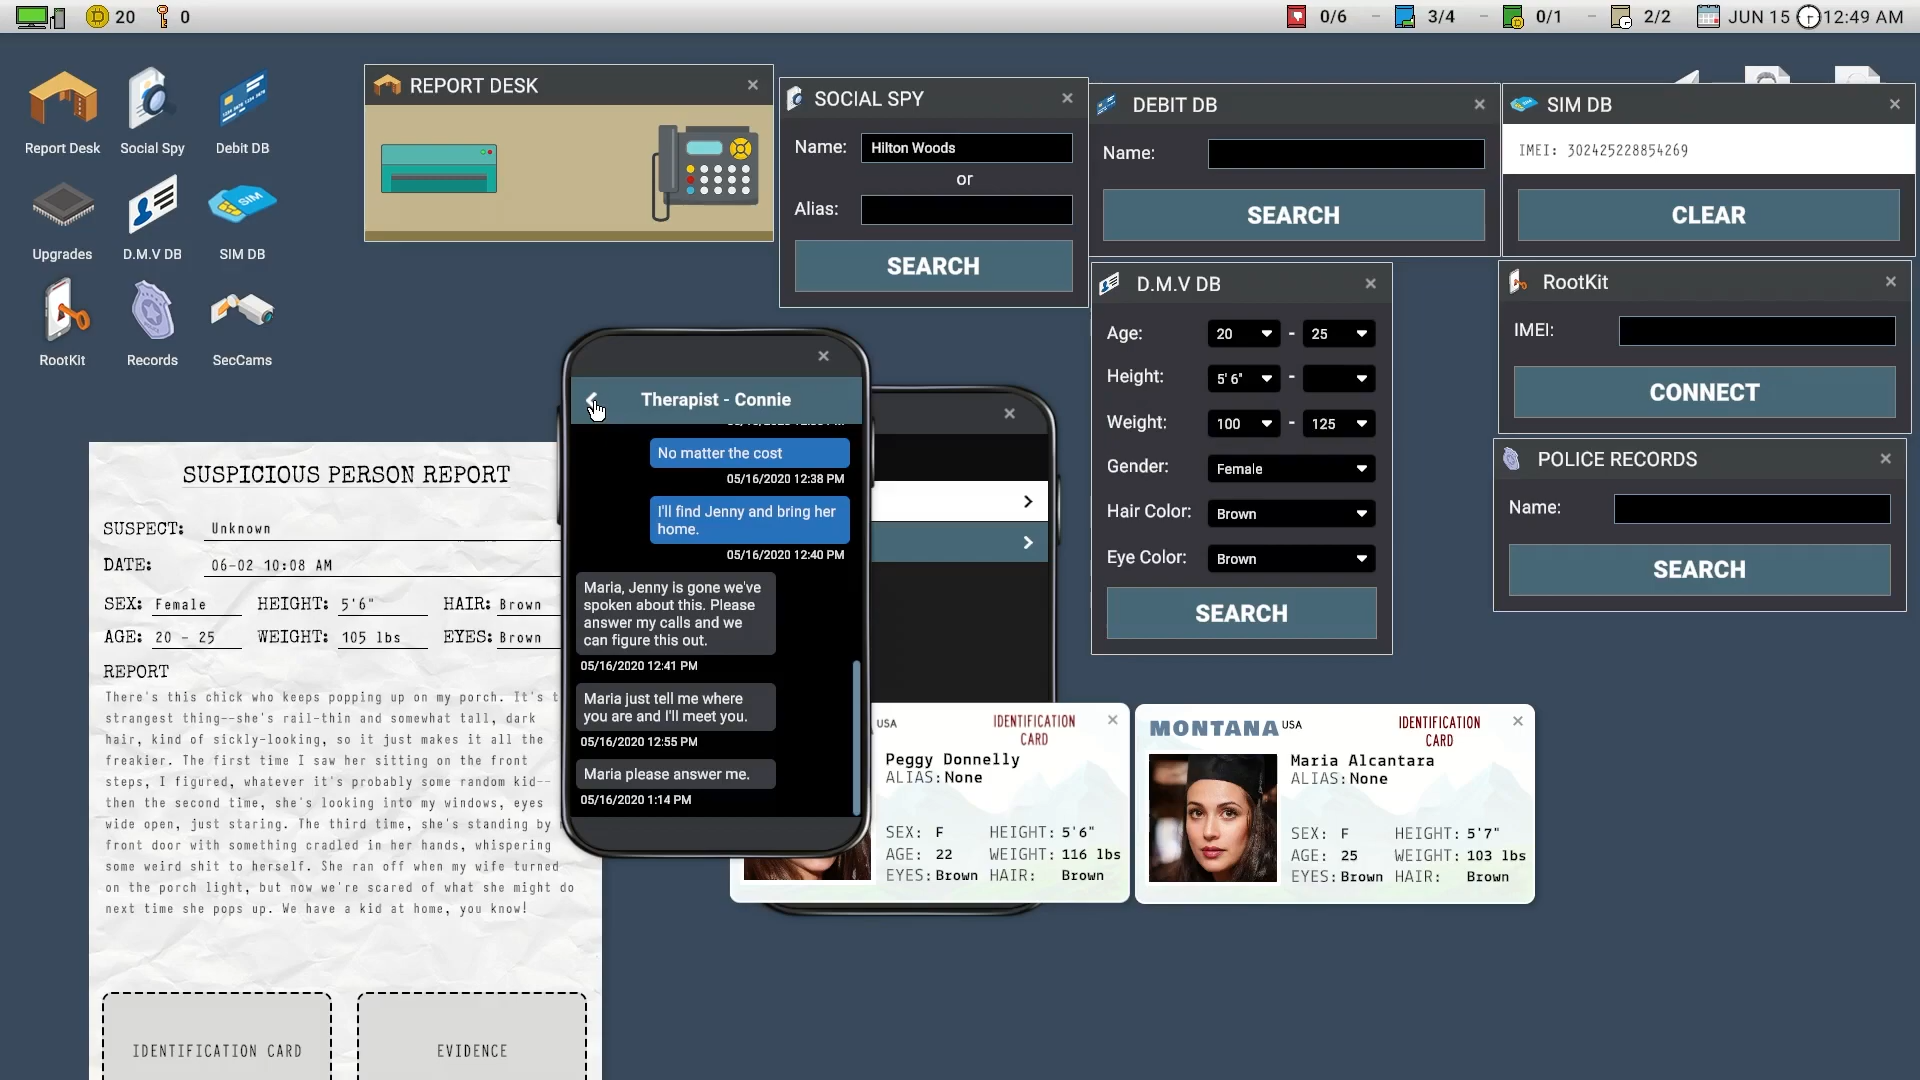 20
0
0/6
3/4
0/1
2/2
JUN 15
12:49 AM
Report Desk
Social Spy
Debit DB
Upgrades
D.M.V DB
SIM DB
RootKit
Records
SecCams
REPORT DESK
SOCIAL SPY
Name: Hilton Woods
or
Alias:
SEARCH
DEBIT DB
Name:
SEARCH
SIM DB
IMEI: 302425228854269
CLEAR
D.M.V DB
Age: 20 - 25
Height: 5' 6" -
Weight: 100 - 125
Gender: Female
Hair Color: Brown
Eye Color: Brown
SEARCH
RootKit
IMEI:
CONNECT
POLICE RECORDS
Name:
SEARCH
Therapist - Connie
No matter the cost
05/16/2020 12:38 PM
I'll find Jenny and bring her
home.
05/16/2020 12:40 PM
Maria, Jenny is gone we've
spoken about this. Please
answer my calls and we
can figure this out.
05/16/2020 12:41 PM
Maria just tell me where
you are and I'll meet you.
05/16/2020 12:55 PM
Maria please answer me.
05/16/2020 1:14 PM
SUSPICIOUS PERSON REPORT
SUSPECT: Unknown
DATE: 06-02 10:08 AM
SEX: Female HEIGHT: 5'6" HAIR: Brown
AGE: 20 - 25 WEIGHT: 105 lbs EYES: Brown
REPORT
There's this chick who keeps popping up on my porch. It's t
strangest thing--she's rail-thin and somewhat tall, dark
hair, kind of sickly-looking, so it just makes it all the
freakier. The first time I saw her sitting on the front
steps, I figured, whatever it's probably some random kid--
then the second time, she's looking into my windows, eyes
wide open, just staring. The third time, she's standing by
front door with something cradled in her hands, whispering
some weird shit to herself. She ran off when my wife turned
on the porch light, but now we're scared of what she might do
next time she pops up. We have a kid at home, you know!
IDENTIFICATION CARD
EVIDENCE
USA
IDENTIFICATION
CARD
Peggy Donnelly
ALIAS: None
SEX: F HEIGHT: 5'6"
AGE: 22 WEIGHT: 116 lbs
EYES: Brown HAIR: Brown
MONTANA USA
IDENTIFICATION
CARD
Maria Alcantara
ALIAS: None
SEX: F HEIGHT: 5'7"
AGE: 25 WEIGHT: 103 lbs
EYES: Brown HAIR: Brown